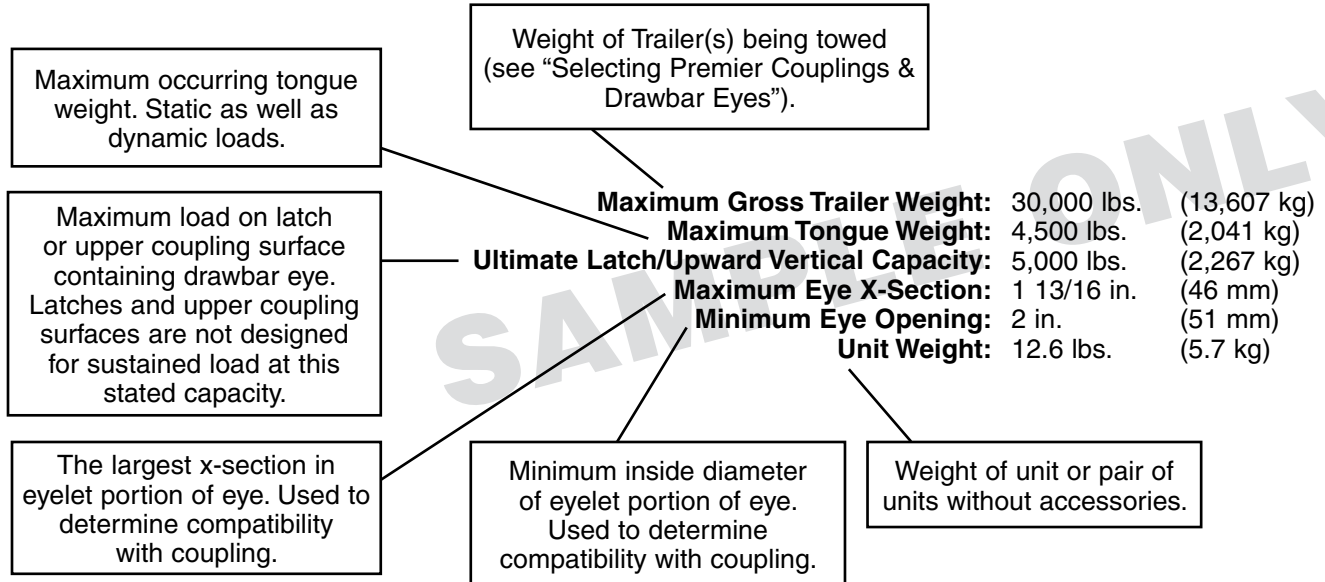 Weight of Trailer(s) being towed
(see “Selecting Premier Couplings &
Drawbar Eyes”).
Maximum occurring tongue
weight. Static as well as
dynamic loads.
Maximum load on latch
or upper coupling surface
containing drawbar eye.
Latches and upper coupling
surfaces are not designed
for sustained load at this
stated capacity.
Maximum Gross Trailer Weight: 30,000 lbs. (13,607 kg)
Maximum Tongue Weight: 4,500 lbs. (2,041 kg)
Ultimate Latch/Upward Vertical Capacity: 5,000 lbs. (2,267 kg)
Maximum Eye X-Section: 1 13/16 in. (46 mm)
Minimum Eye Opening: 2 in. (51 mm)
Unit Weight: 12.6 lbs. (5.7 kg)
SAMPLE ONLY
The largest x-section in
eyelet portion of eye. Used to
determine compatibility
with coupling.
Minimum inside diameter
of eyelet portion of eye.
Used to determine
compatibility with coupling.
Weight of unit or pair of
units without accessories.